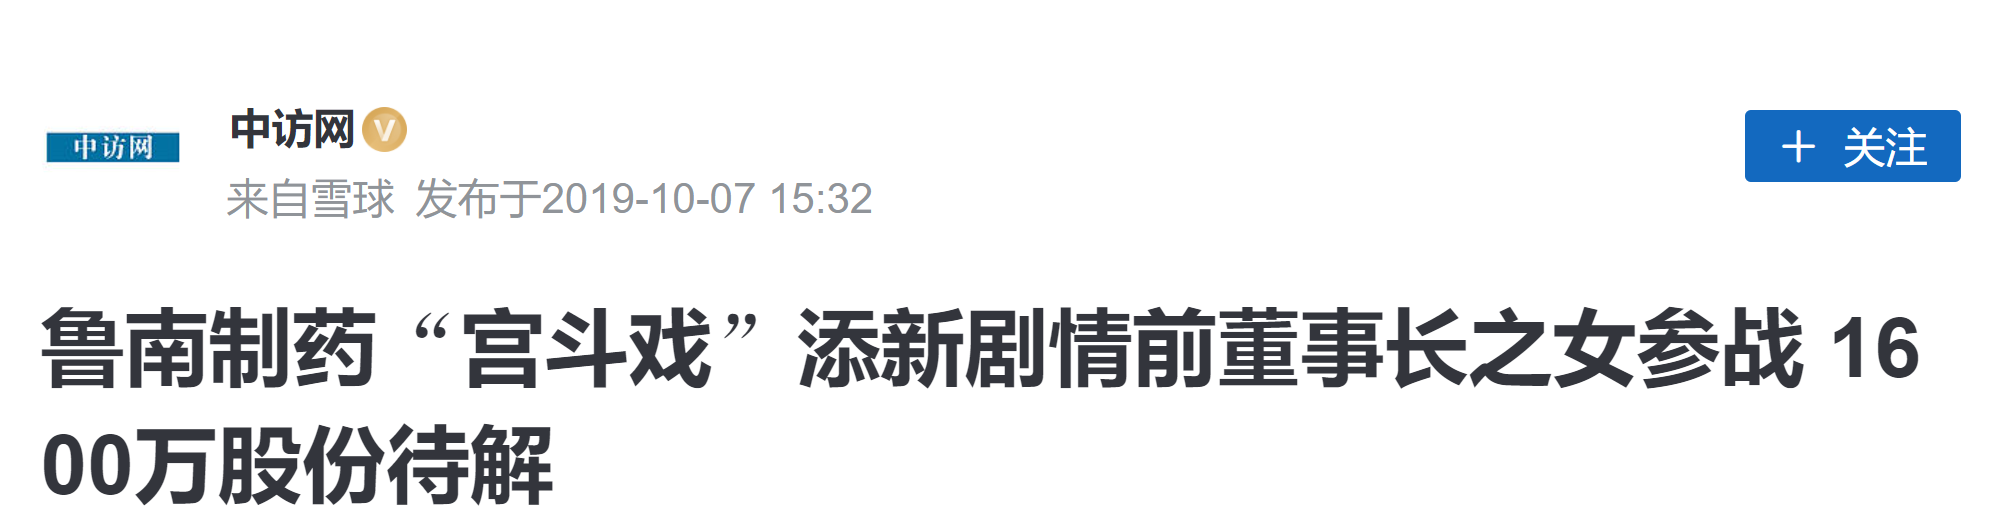 中访网
中访网
来自雪球 发布于2019-10-07 15:32
+ 关注
鲁南制药“宫斗戏”添新剧情前董事长之女参战 16
00万股份待解